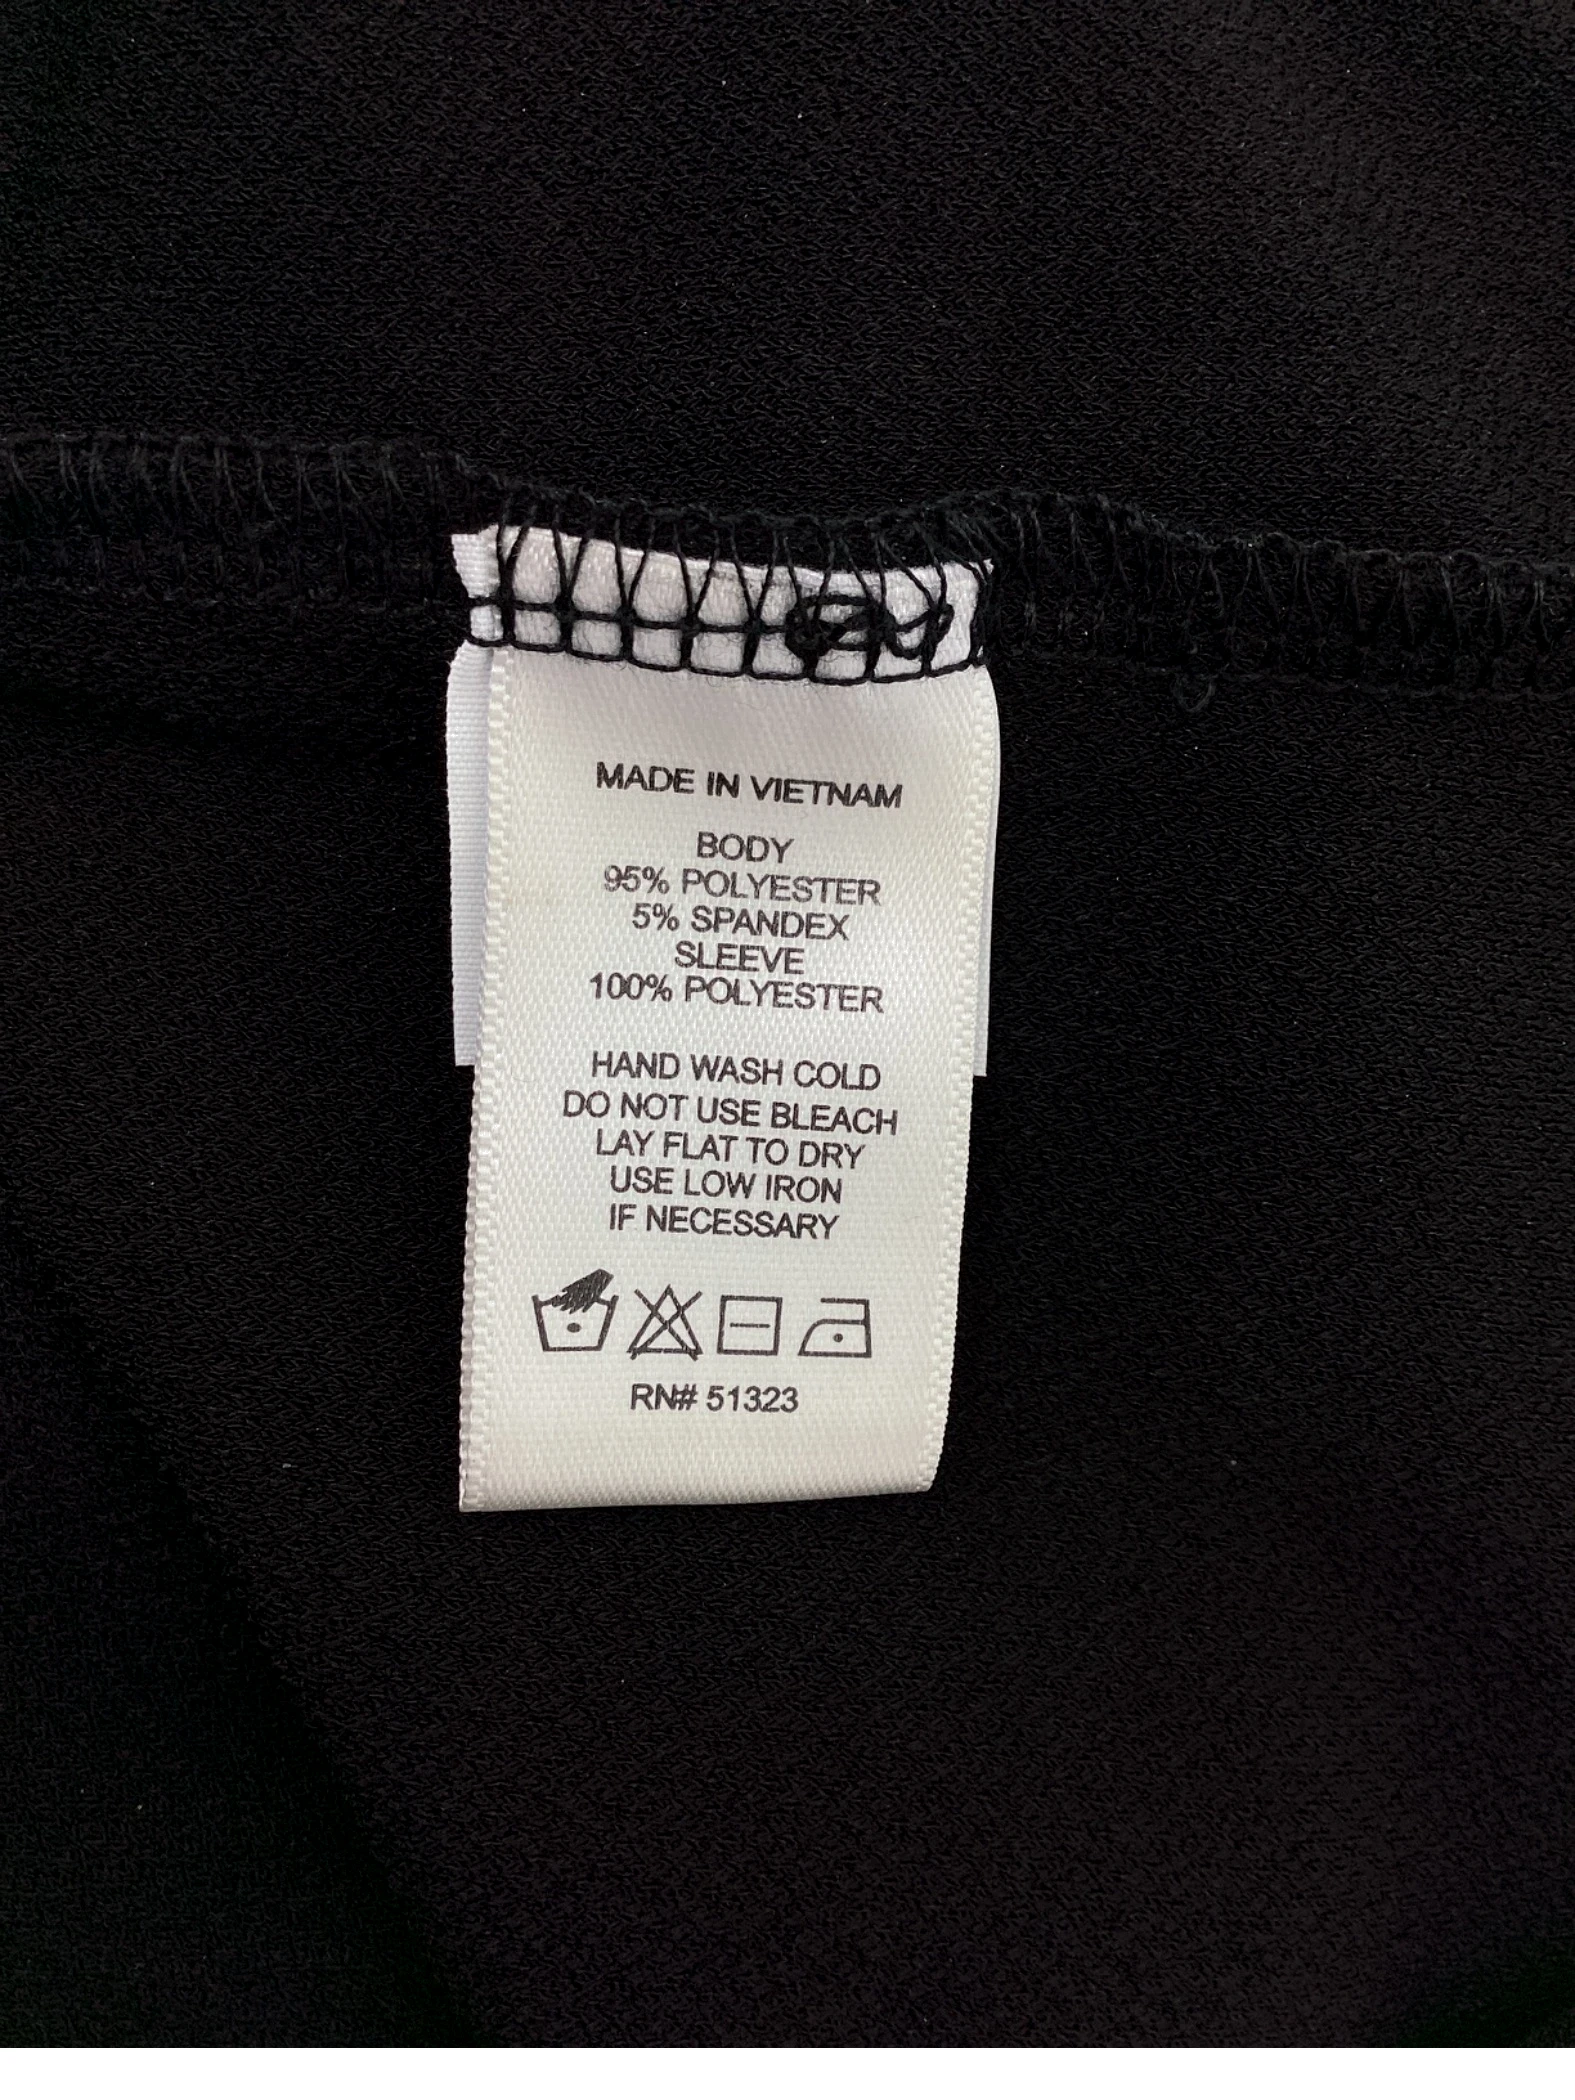 MADE IN VIETNAM
BODY
95% POLYESTER
5% SPANDEX
SLEEVE
100% POLYESTER
HAND WASH COLD
DO NOT USE BLEACH
LAY FLAT TO DRY
USE LOW IRON
IF NECESSARY
RN# 51323